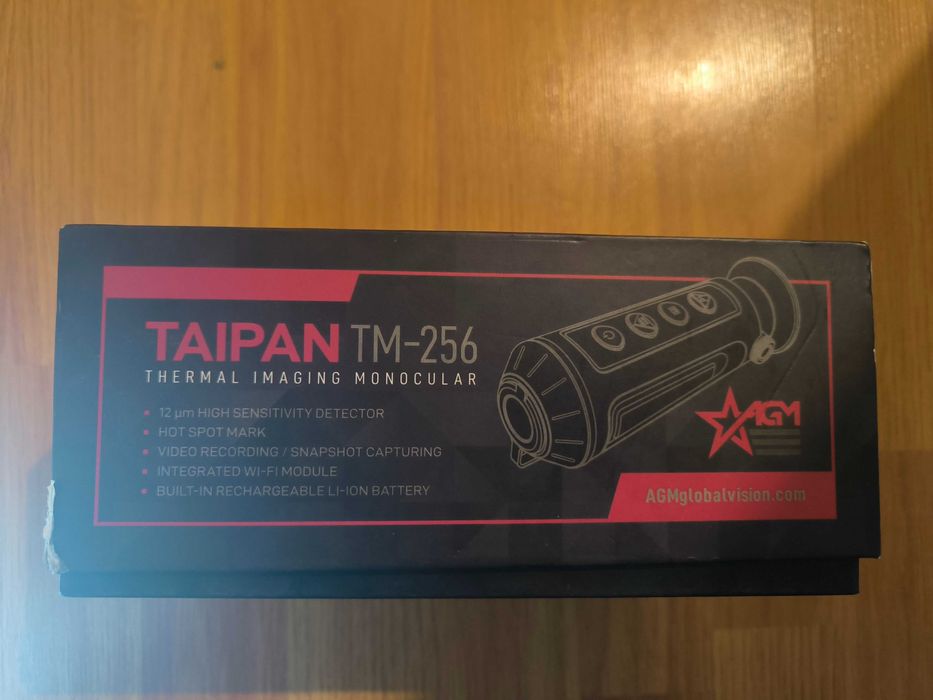 TAIPAN TM-256
THERMAL IMAGING MONOCULAR
▪ 12 µm HIGH SENSITIVITY DETECTOR
▪ HOT SPOT MARK
▪ VIDEO RECORDING / SNAPSHOT CAPTURING
▪ INTEGRATED WI-FI MODULE
▪ BUILT-IN RECHARGEABLE LI-ION BATTERY
AGM
AGMglobalvision.com